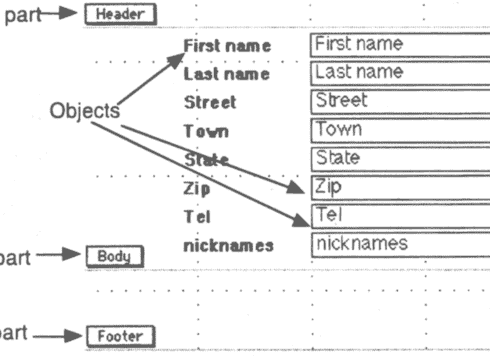 part Header
First name First name
Last name Last name
Street Street
Objects
Town Town
State State
Zip Zip
Tel Tel
nicknames nicknames
part Body
part Footer